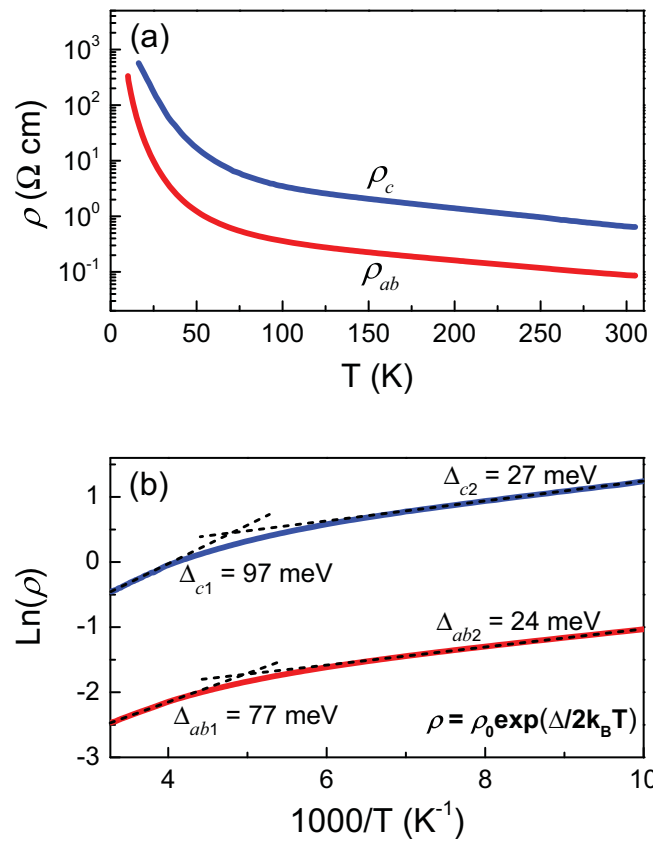 (a)
10³
10²
10¹
10⁰
10⁻¹
ρ (Ω cm)
ρc
ρab
0 50 100 150 200 250 300
T (K)
(b)
1
0
-1
-2
-3
Ln(ρ)
Δc2 = 27 meV
Δc1 = 97 meV
Δab2 = 24 meV
Δab1 = 77 meV
ρ = ρ₀exp(Δ/2k_BT)
4 6 8 10
1000/T (K⁻¹)